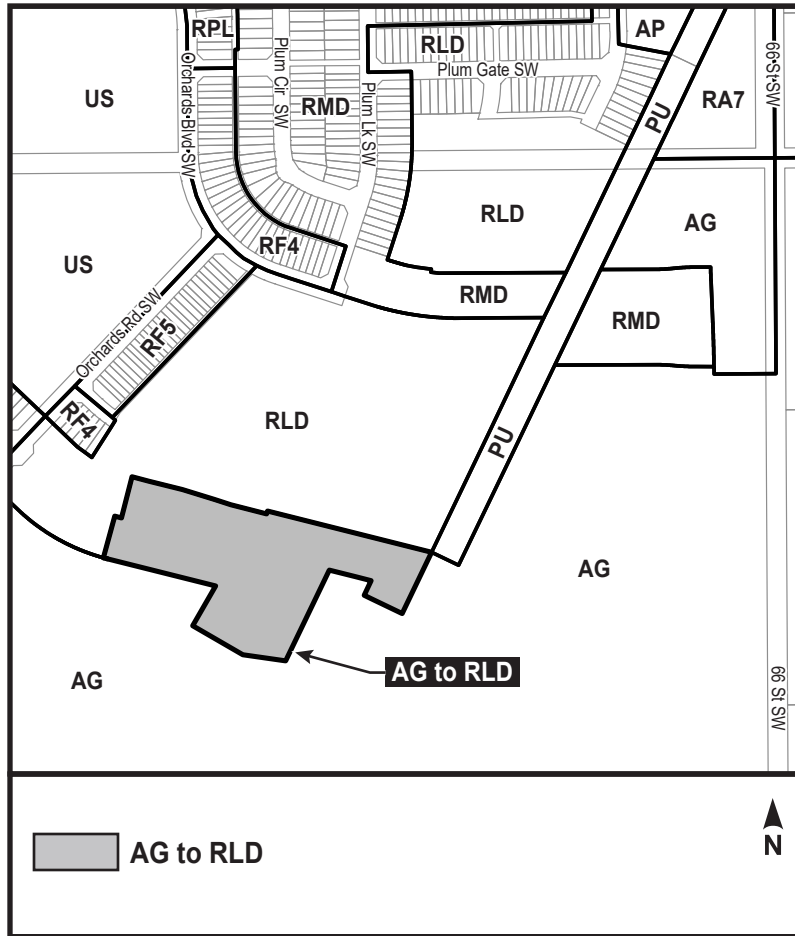 RPL
Orchards Blvd SW
Plum Cir SW
RLD
AP
Plum Gate SW
66 St SW
US
RMD
Plum Lk SW
PU
RA7
RLD
AG
RF4
US
RMD
RMD
Orchards Rd SW
RF5
RF4
RLD
PU
AG
AG
AG to RLD
66 St SW
AG to RLD
N